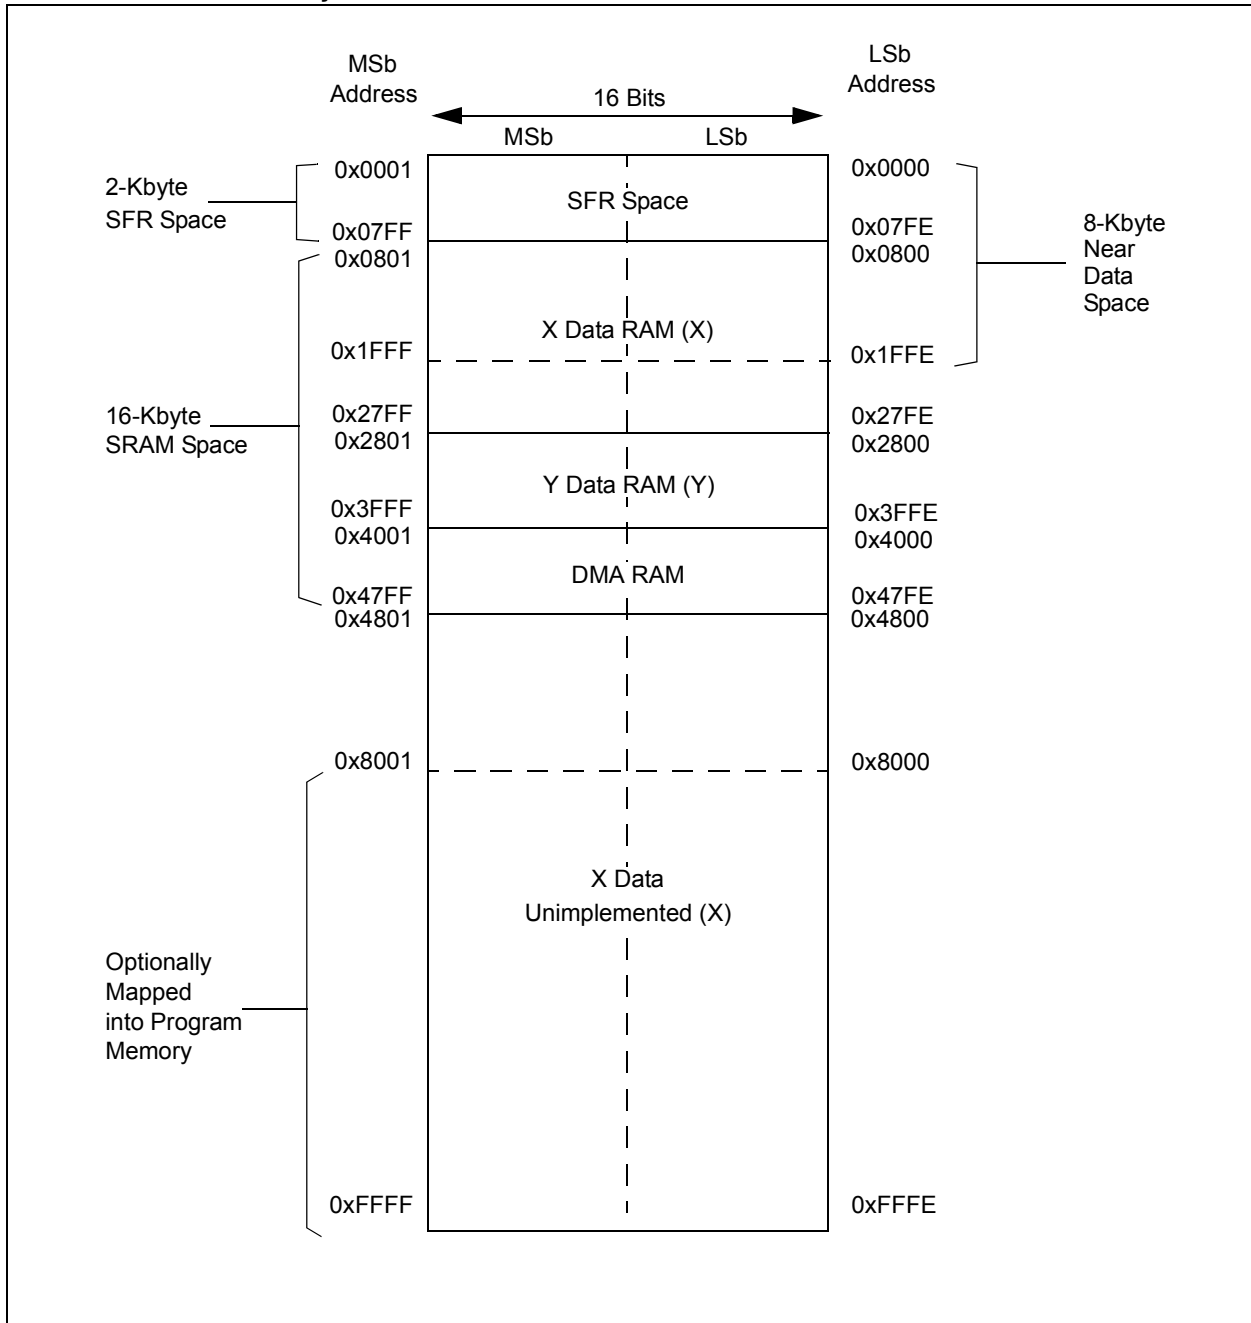 MSb
Address
LSb
Address
16 Bits
MSb
LSb
0x0001
0x0000
2-Kbyte
SFR Space
SFR Space
0x07FF
0x07FE
8-Kbyte
Near
Data
Space
0x0801
0x0800
X Data RAM (X)
0x1FFF
0x1FFE
16-Kbyte
SRAM Space
0x27FF
0x27FE
0x2801
0x2800
Y Data RAM (Y)
0x3FFF
0x3FFE
0x4001
0x4000
DMA RAM
0x47FF
0x47FE
0x4801
0x4800
0x8001
0x8000
X Data
Unimplemented (X)
Optionally
Mapped
into Program
Memory
0xFFFF
0xFFFE